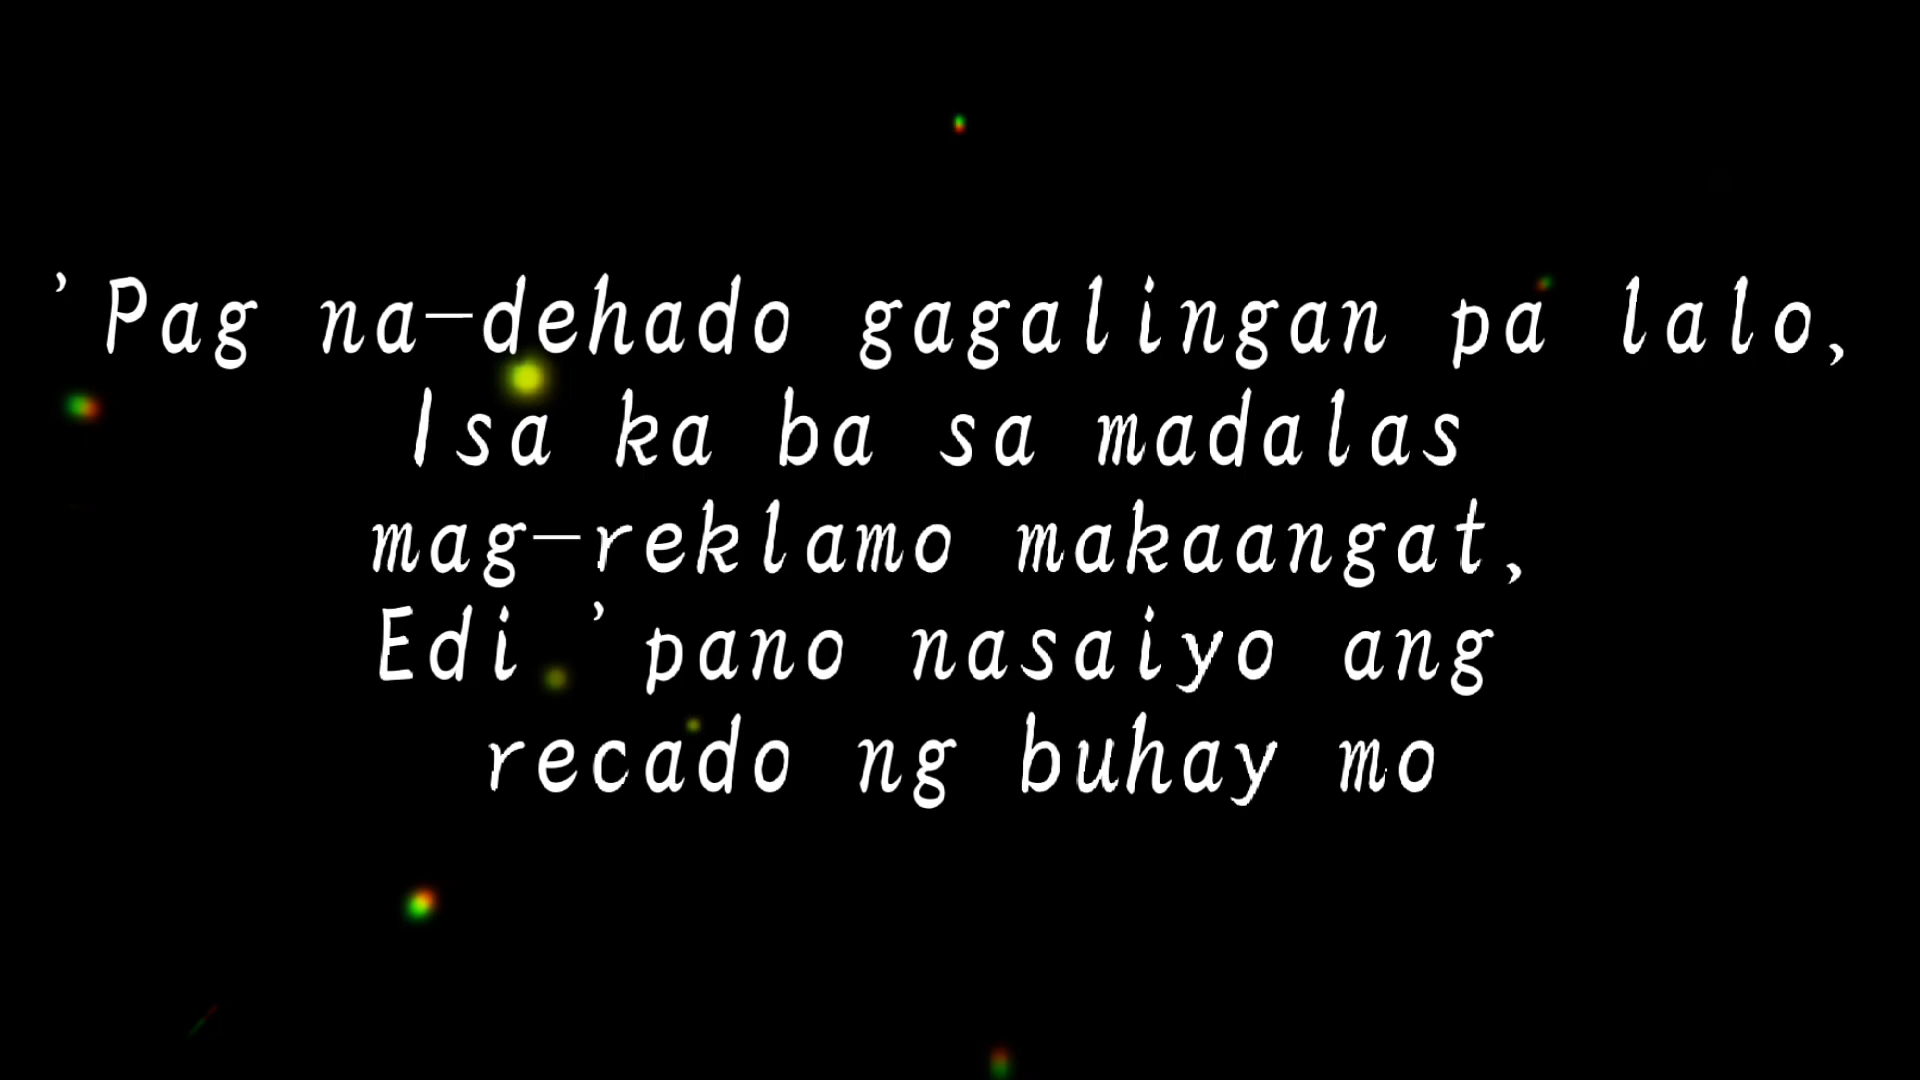 'Pag na-dehado gagalingan pa lalo,
Isa ka ba sa madalas
mag-reklamo makaangat,
Edi 'pano nasaiyo ang
recado ng buhay mo